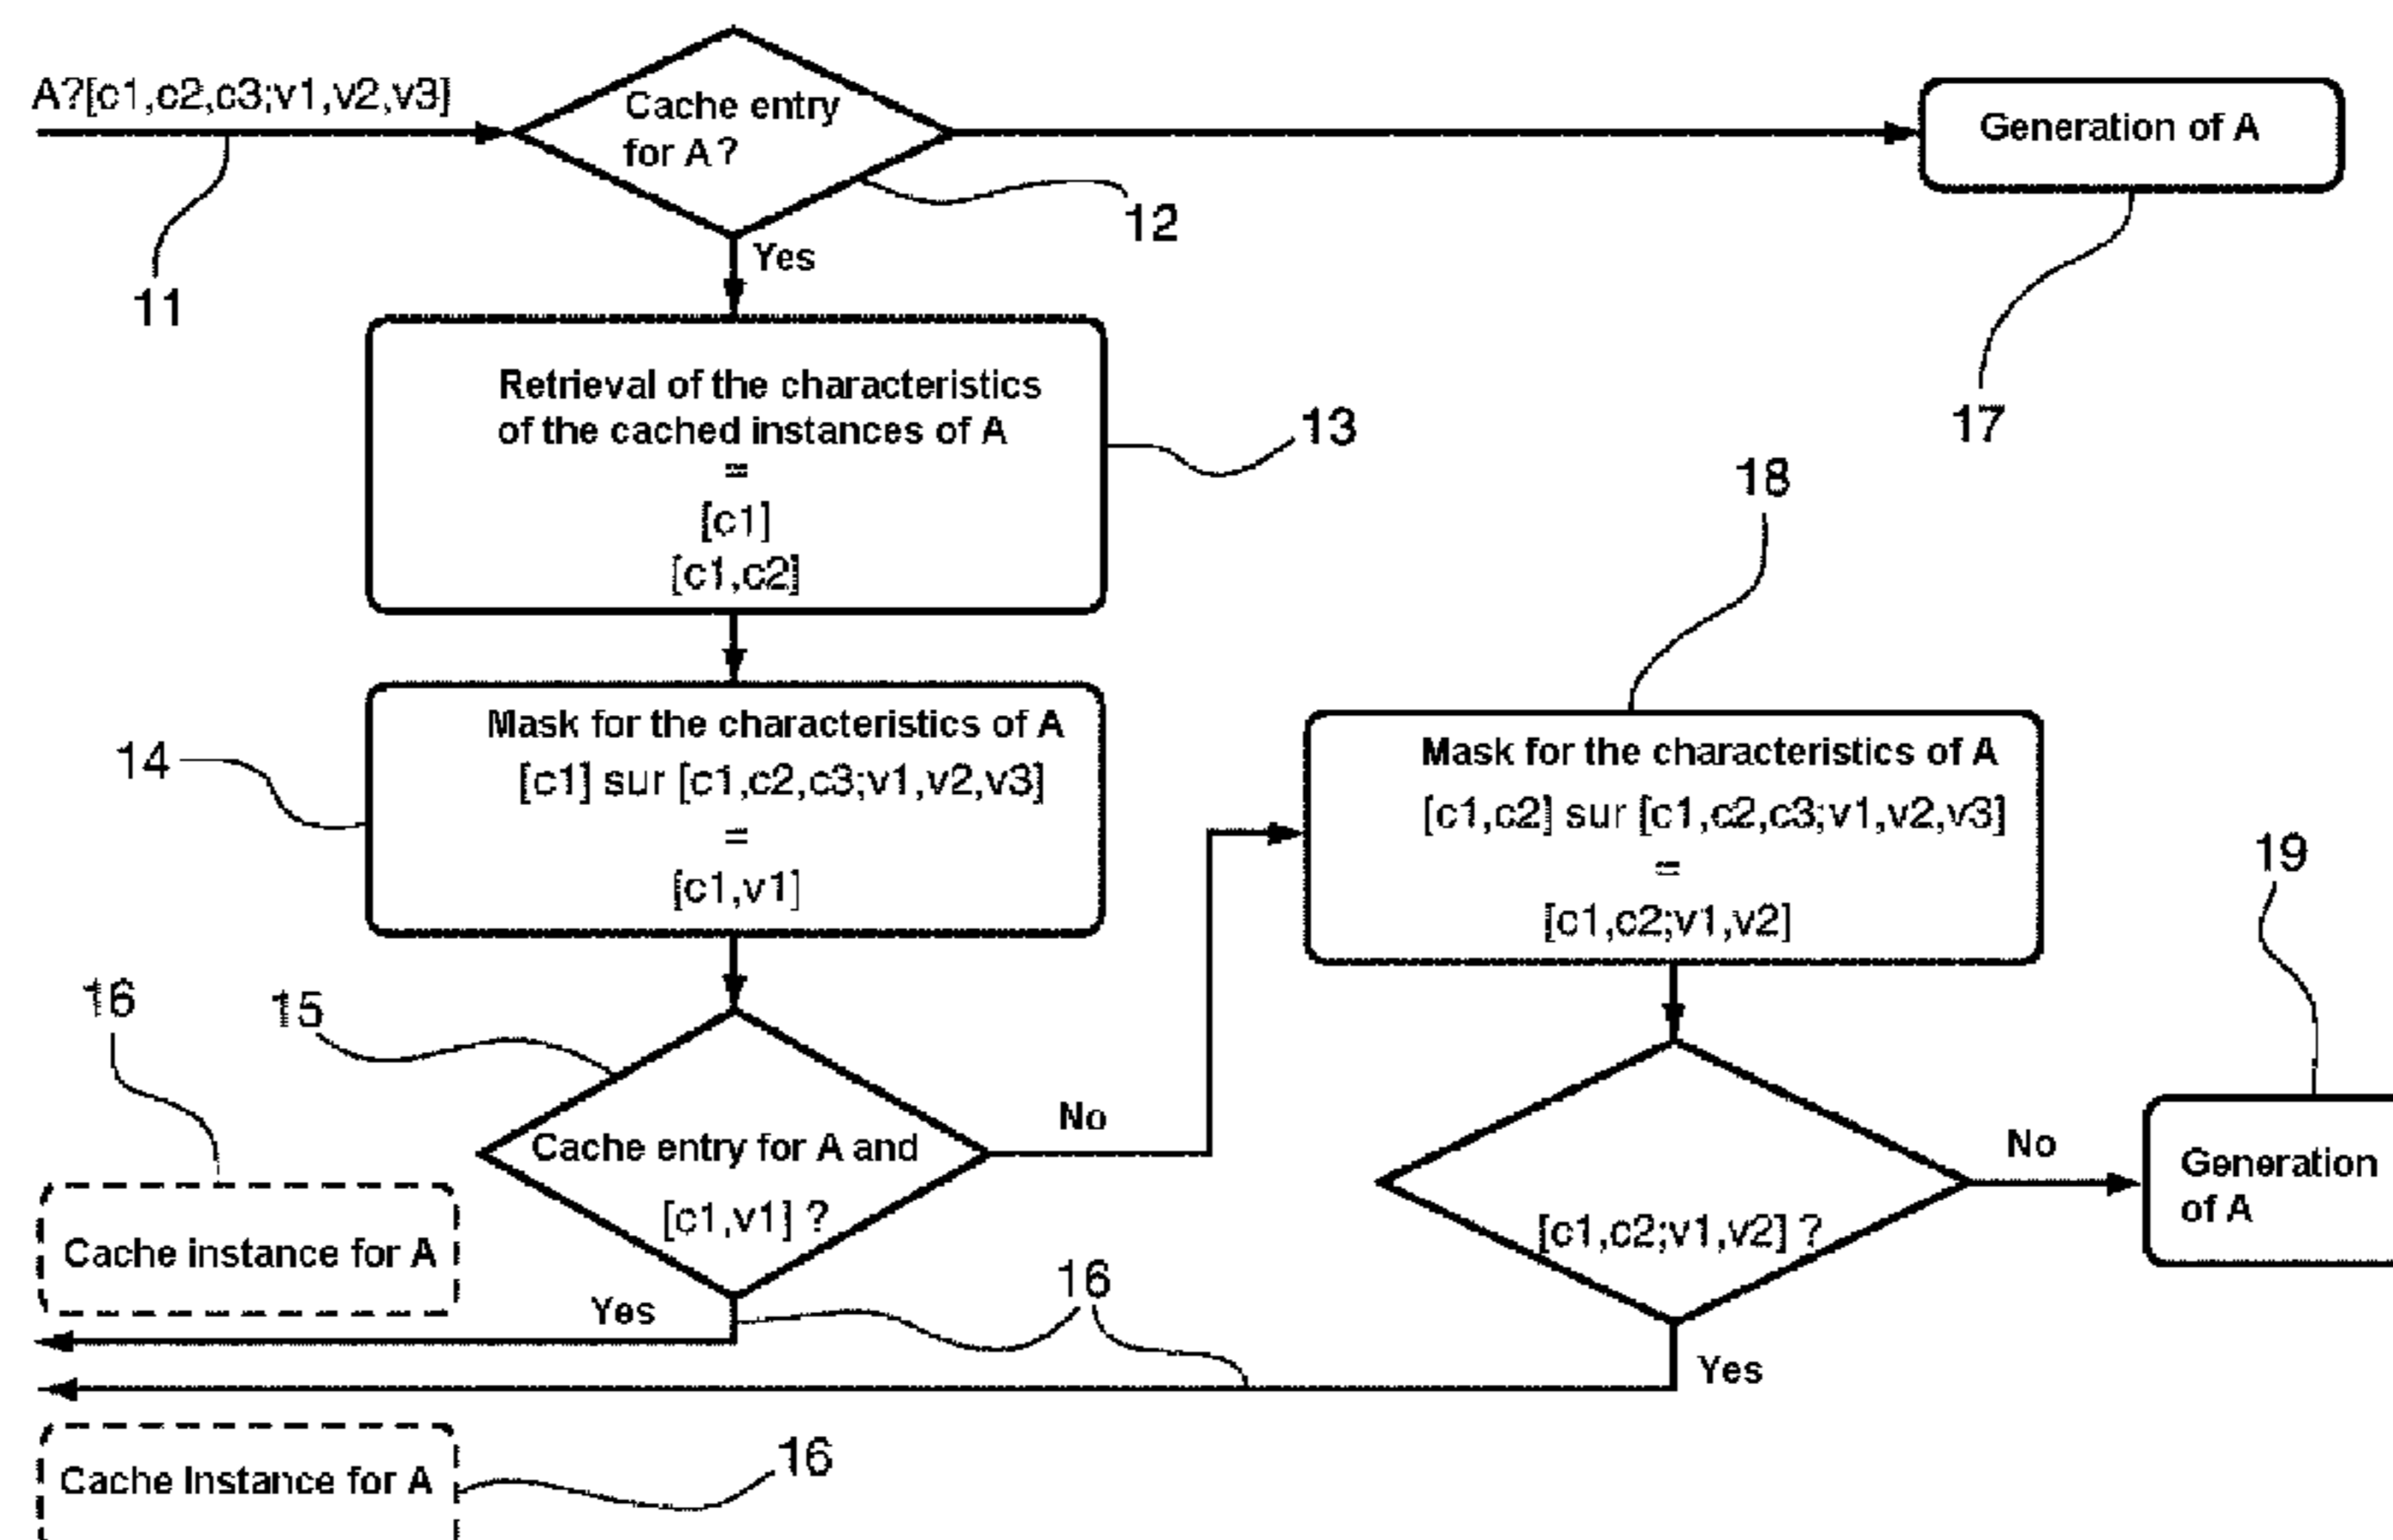 A?[c1,c2,c3;v1,v2,v3]
Cache entry
for A?
Generation of A
12
Yes
11
17
Retrieval of the characteristics
of the cached instances of A
=
[c1]
[c1,c2]
13
18
Mask for the characteristics of A
[c1] sur [c1,c2,c3;v1,v2,v3]
=
[c1,v1]
14
Mask for the characteristics of A
[c1,c2] sur [c1,c2,c3;v1,v2,v3]
=
[c1,c2;v1,v2]
19
16
15
Cache entry for A and
[c1,v1] ?
No
[c1,c2;v1,v2] ?
No
Generation
of A
Cache instance for A
Yes
16
Yes
Cache Instance for A
16